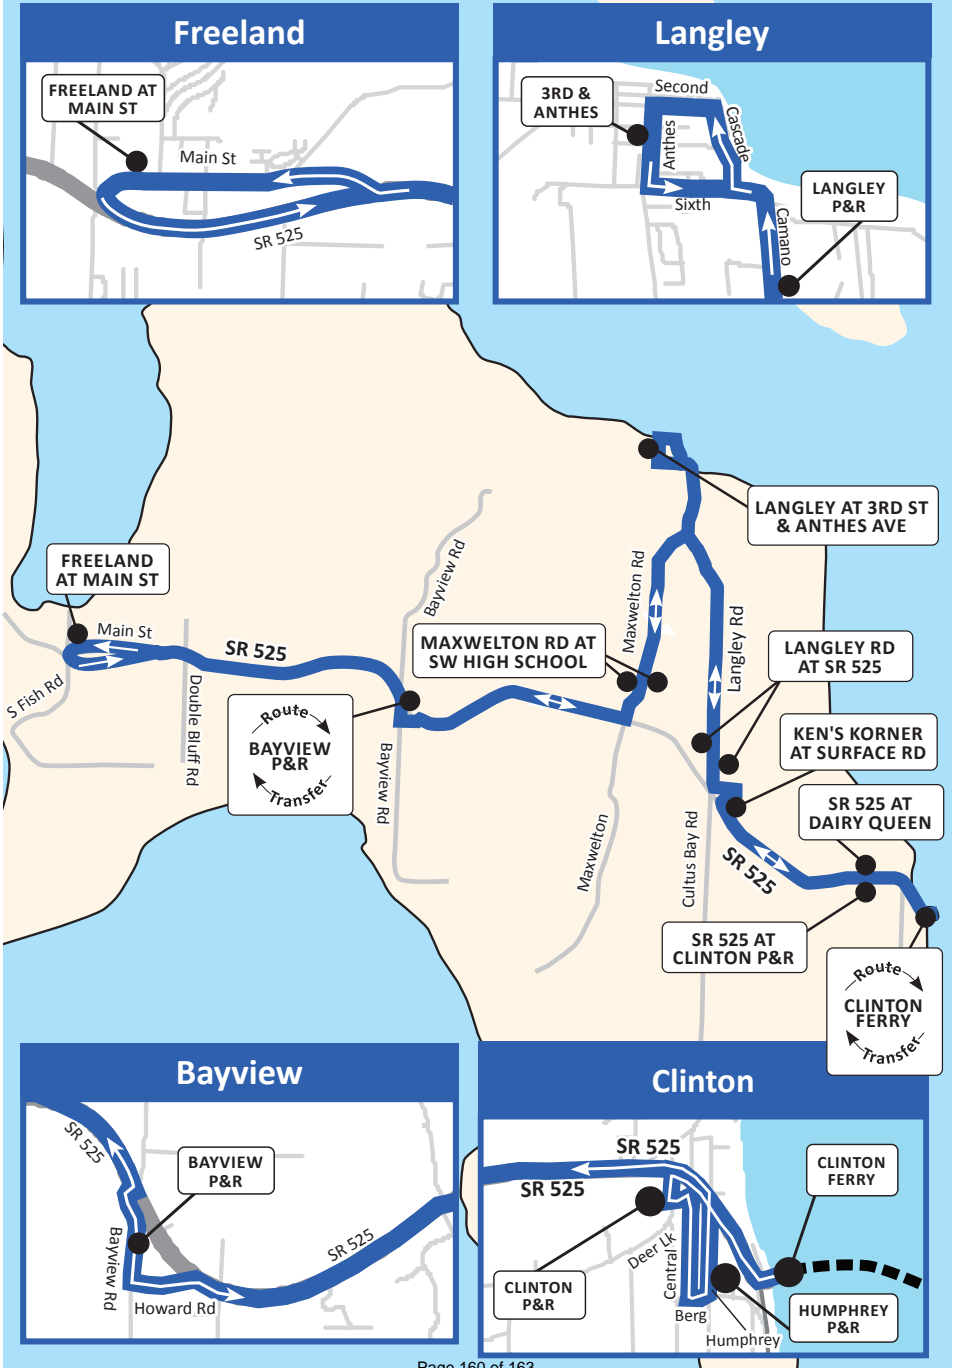 Freeland
FREELAND AT
MAIN ST
Main St
SR 525
Langley
3RD &
ANTHES
Second
Cascade
Anthes
Sixth
Camano
LANGLEY
P&R
LANGLEY AT 3RD ST
& ANTHES AVE
FREELAND
AT MAIN ST
Main St
SR 525
S Fish Rd
Double Bluff Rd
Bayview Rd
Bayview Rd
Route
BAYVIEW
P&R
Transfer
MAXWELTON RD AT
SW HIGH SCHOOL
Maxwelton Rd
Langley Rd
LANGLEY RD
AT SR 525
KEN'S KORNER
AT SURFACE RD
SR 525 AT
DAIRY QUEEN
Maxwelton
Cultus Bay Rd
SR 525
SR 525 AT
CLINTON P&R
Route
CLINTON
FERRY
Transfer
Bayview
SR 525
BAYVIEW
P&R
Bayview Rd
Howard Rd
SR 525
Clinton
SR 525
SR 525
CLINTON
FERRY
Deer Lk
Central
CLINTON
P&R
Berg
Humphrey
HUMPHREY
P&R
Page 160 of 163